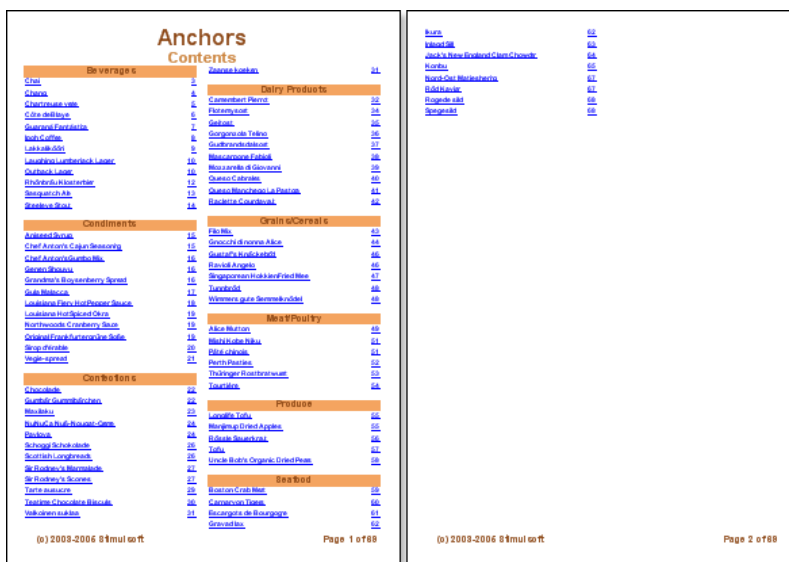 Anchors
Contents
Beverages
Chai 3
Chang 4
Chartreuse verte 5
Côte de Blaye 6
Guaraná Fantástica 7
Ipoh Coffee 8
Lakkalikööri 9
Laughing Lumberjack Lager 10
Outback Lager 10
Rhönbräu Klosterbier 12
Sasquatch Ale 13
Steeleye Stout 14
Condiments
Aniseed Syrup 15
Chef Anton's Cajun Seasoning 15
Chef Anton's Gumbo Mix 16
Genen Shouyu 16
Grandma's Boysenberry Spread 16
Gula Malacca 17
Louisiana Fiery Hot Pepper Sauce 18
Louisiana Hot Spiced Okra 19
Northwoods Cranberry Sauce 19
Original Frankfurter grüne Soße 19
Sirop d'érable 20
Vegie-spread 21
Confections
Chocolade 22
Gumbär Gummibärchen 22
Maxilaku 23
NuNuCa Nuß-Nougat-Creme 24
Pavlova 24
Schoggi Schokolade 26
Scottish Longbreads 26
Sir Rodney's Marmalade 27
Sir Rodney's Scones 27
Tarte au sucre 29
Teatime Chocolate Biscuits 30
Valkoinen suklaa 31
Zaanse koeken 31
Dairy Products
Camembert Pierrot 32
Flotemysost 34
Geitost 35
Gorgonzola Telino 36
Gudbrandsdalsost 37
Mascarpone Fabioli 38
Mozzarella di Giovanni 39
Queso Cabrales 40
Queso Manchego La Pastora 41
Raclette Courdavault 42
Grains/Cereals
Filo Mix 43
Gnocchi di nonna Alice 44
Gustaf's Knäckebröd 46
Ravioli Angelo 46
Singaporean Hokkien Fried Mee 47
Tunnbröd 48
Wimmers gute Semmelknödel 48
Meat/Poultry
Alice Mutton 49
Mishi Kobe Niku 51
Pâté chinois 51
Perth Pasties 52
Thüringer Rostbratwurst 53
Tourtière 54
Produce
Longlife Tofu 55
Manjimup Dried Apples 55
Rössle Sauerkraut 56
Tofu 57
Uncle Bob's Organic Dried Pears 58
Seafood
Boston Crab Meat 59
Carnarvon Tigers 60
Escargots de Bourgogne 61
Gravad lax 62
(c) 2003-2005 Stimulsoft Page 1 of 68
Ikura 62
Inlagd Sill 63
Jack's New England Clam Chowder 64
Konbu 65
Nord-Ost Matjeshering 67
Röd Kaviar 67
Rogede sild 68
Spegesild 68
(c) 2003-2005 Stimulsoft Page 2 of 68